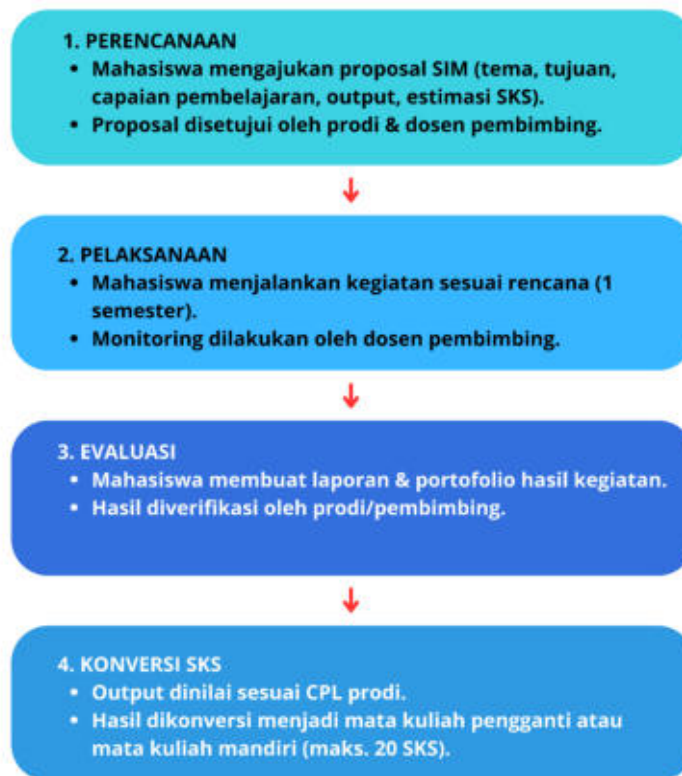 1. PERENCANAAN
• Mahasiswa mengajukan proposal SIM (tema, tujuan,
capaian pembelajaran, output, estimasi SKS).
• Proposal disetujui oleh prodi & dosen pembimbing.
2. PELAKSANAAN
• Mahasiswa menjalankan kegiatan sesuai rencana (1
semester).
• Monitoring dilakukan oleh dosen pembimbing.
3. EVALUASI
• Mahasiswa membuat laporan & portofolio hasil kegiatan.
• Hasil diverifikasi oleh prodi/pembimbing.
4. KONVERSI SKS
• Output dinilai sesuai CPL prodi.
• Hasil dikonversi menjadi mata kuliah pengganti atau
mata kuliah mandiri (maks. 20 SKS).